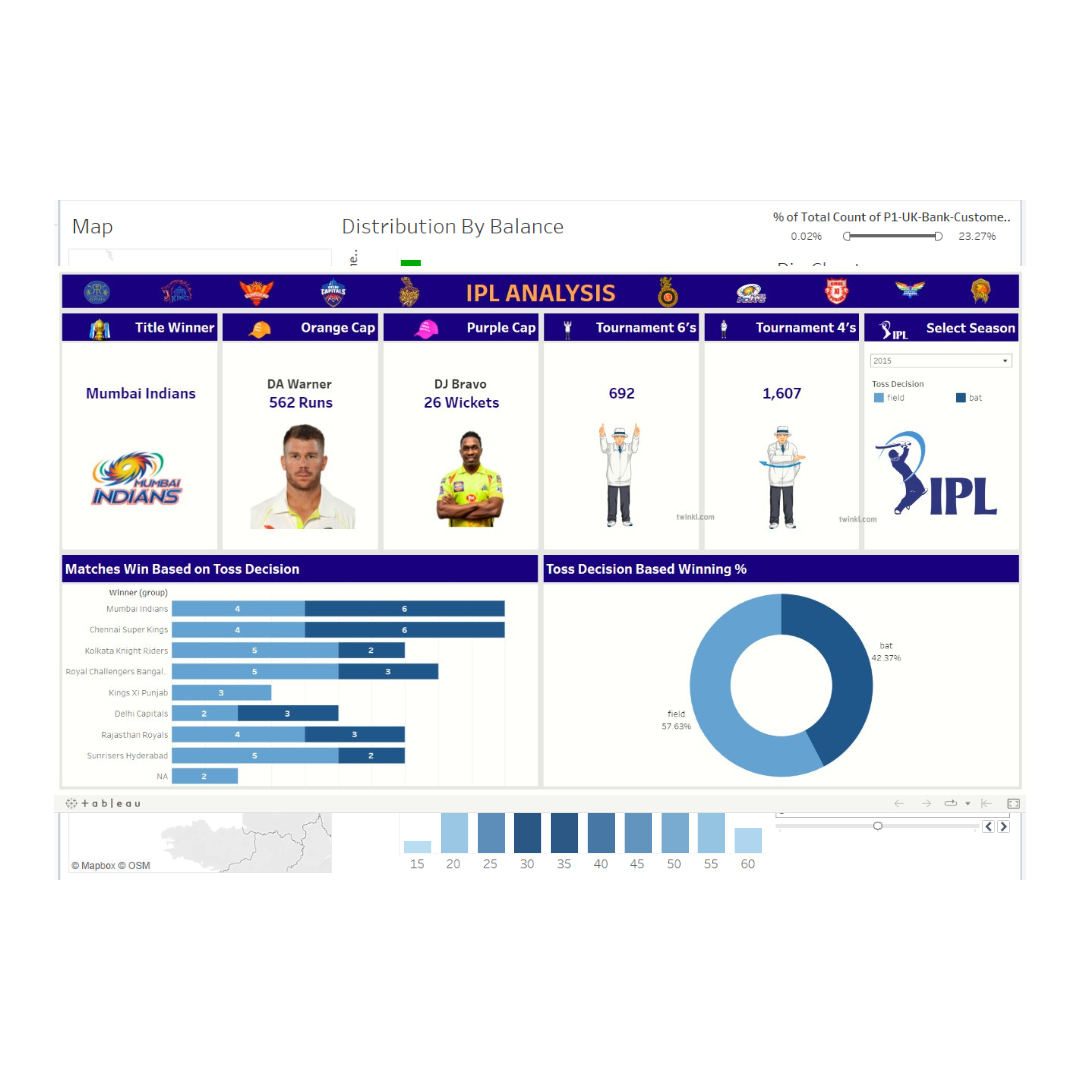 Map
Distribution By Balance
% of Total Count of P1-UK-Bank-Custome..
0.02%
23.27%
ne..
CAPITALS
IPL ANALYSIS
Title Winner
Orange Cap
Purple Cap
Tournament 6's
Tournament 4's
IPL
Select Season
Mumbai Indians
MUMBAI
INDIANS
DA Warner
562 Runs
DJ Bravo
26 Wickets
692
twinkl.com
1,607
twinkl.com
2015
Toss Decision
field
bat
IPL
Matches Win Based on Toss Decision
Winner (group)
Mumbai Indians 4 6
Chennai Super Kings 4 6
Kolkata Knight Riders 5 2
Royal Challengers Bangal.. 5 3
Kings XI Punjab 3
Delhi Capitals 2 3
Rajasthan Royals 4 3
Sunrisers Hyderabad 5 2
NA 2
Toss Decision Based Winning %
bat
42.37%
field
57.63%
+ableau
© Mapbox © OSM
15 20 25 30 35 40 45 50 55 60